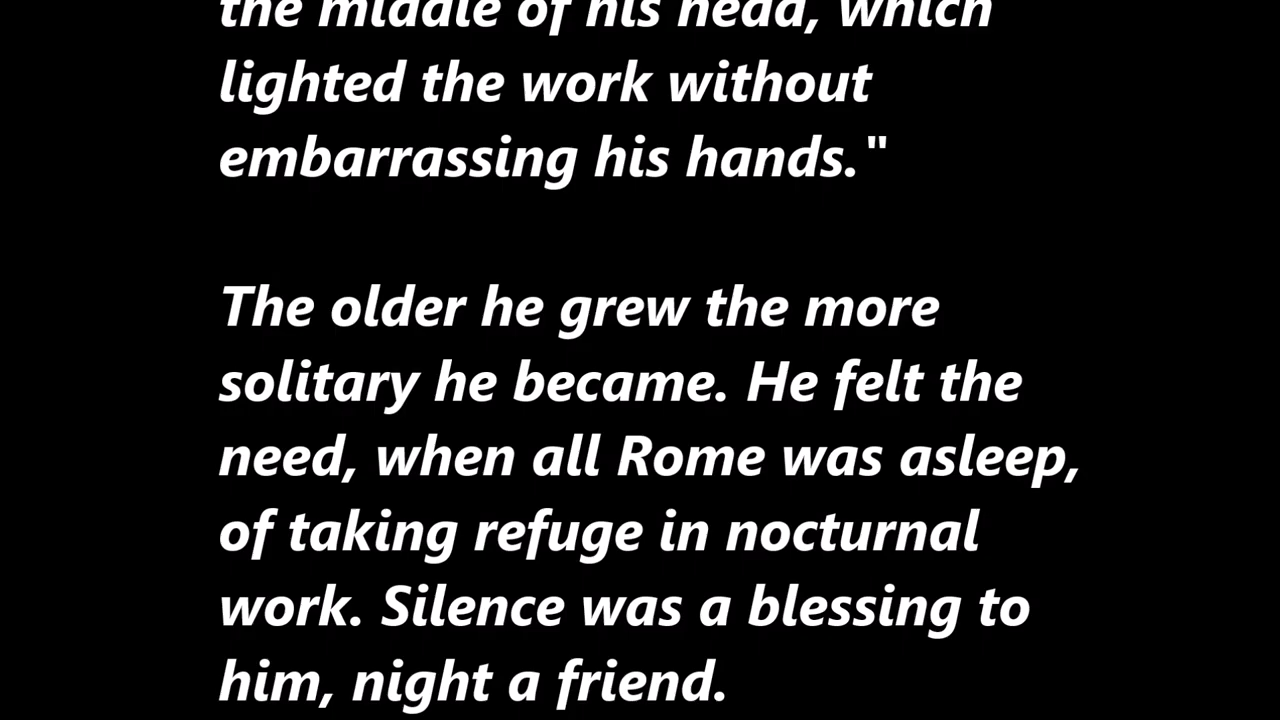 the middle of his head, which
lighted the work without
embarrassing his hands."
The older he grew the more
solitary he became. He felt the
need, when all Rome was asleep,
of taking refuge in nocturnal
work. Silence was a blessing to
him, night a friend.